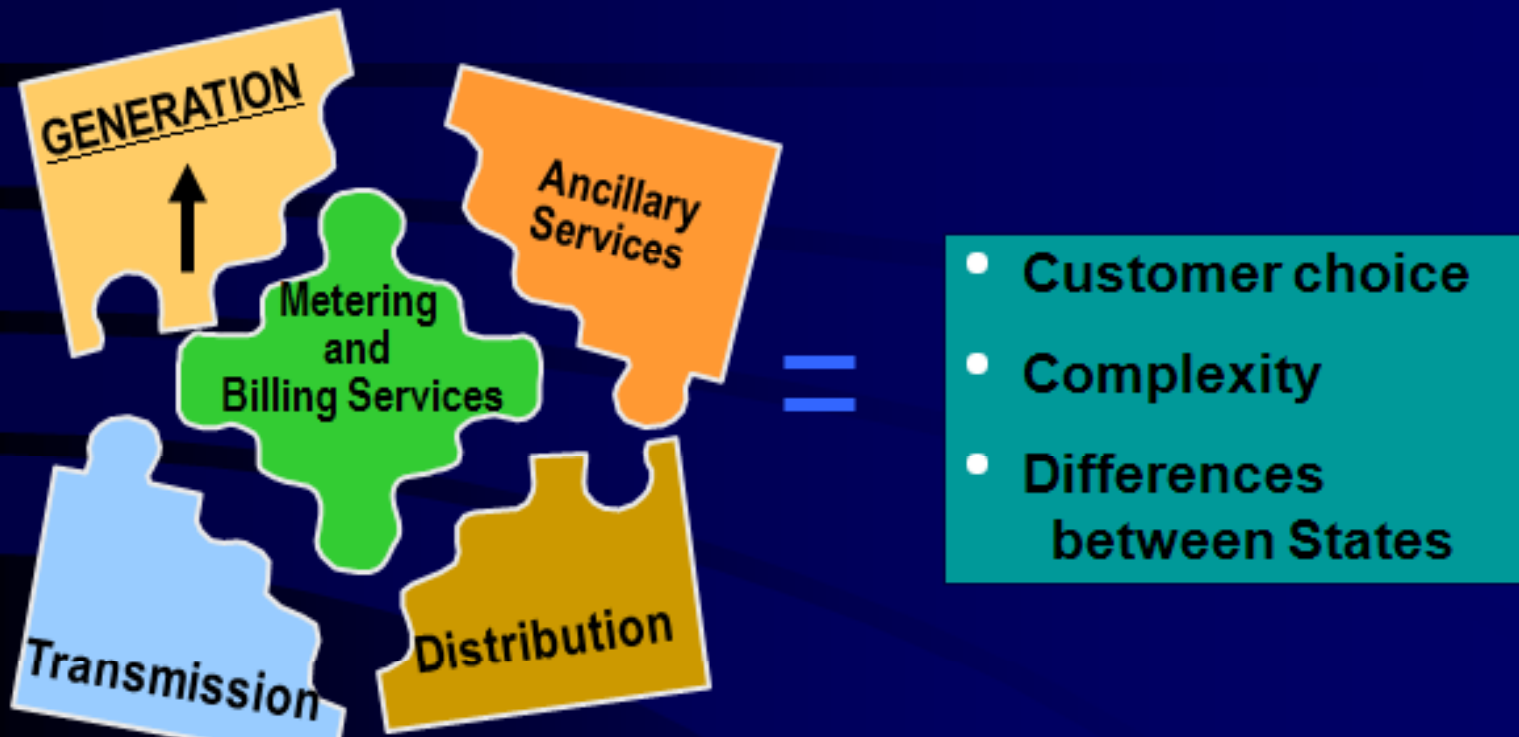 GENERATION
Ancillary
Services
Metering
and
Billing Services
Transmission
Distribution
=
• Customer choice
• Complexity
• Differences
between States